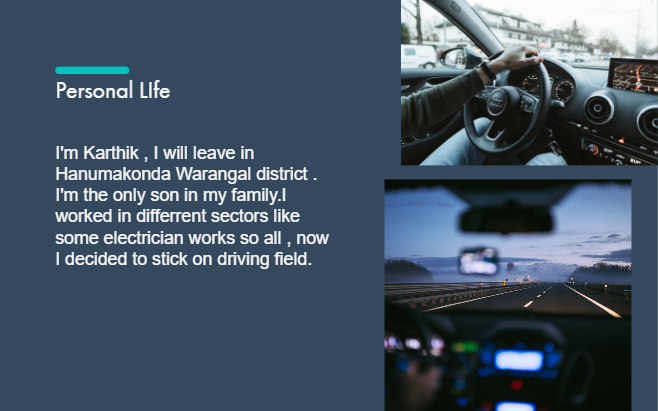 Personal LIfe
I'm Karthik , I will leave in
Hanumakonda Warangal district .
I'm the only son in my family.I
worked in differrent sectors like
some electrician works so all , now
I decided to stick on driving field.